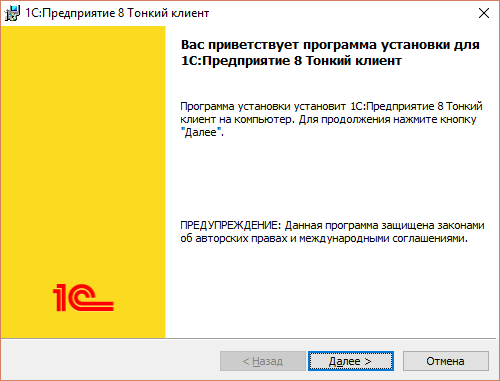 1С:Предприятие 8 Тонкий клиент
Вас приветствует программа установки для
1С:Предприятие 8 Тонкий клиент
Программа установки установит 1С:Предприятие 8 Тонкий
клиент на компьютер. Для продолжения нажмите кнопку
"Далее".
ПРЕДУПРЕЖДЕНИЕ: Данная программа защищена законами
об авторских правах и международными соглашениями.
1С
< Назад
Далее >
Отмена